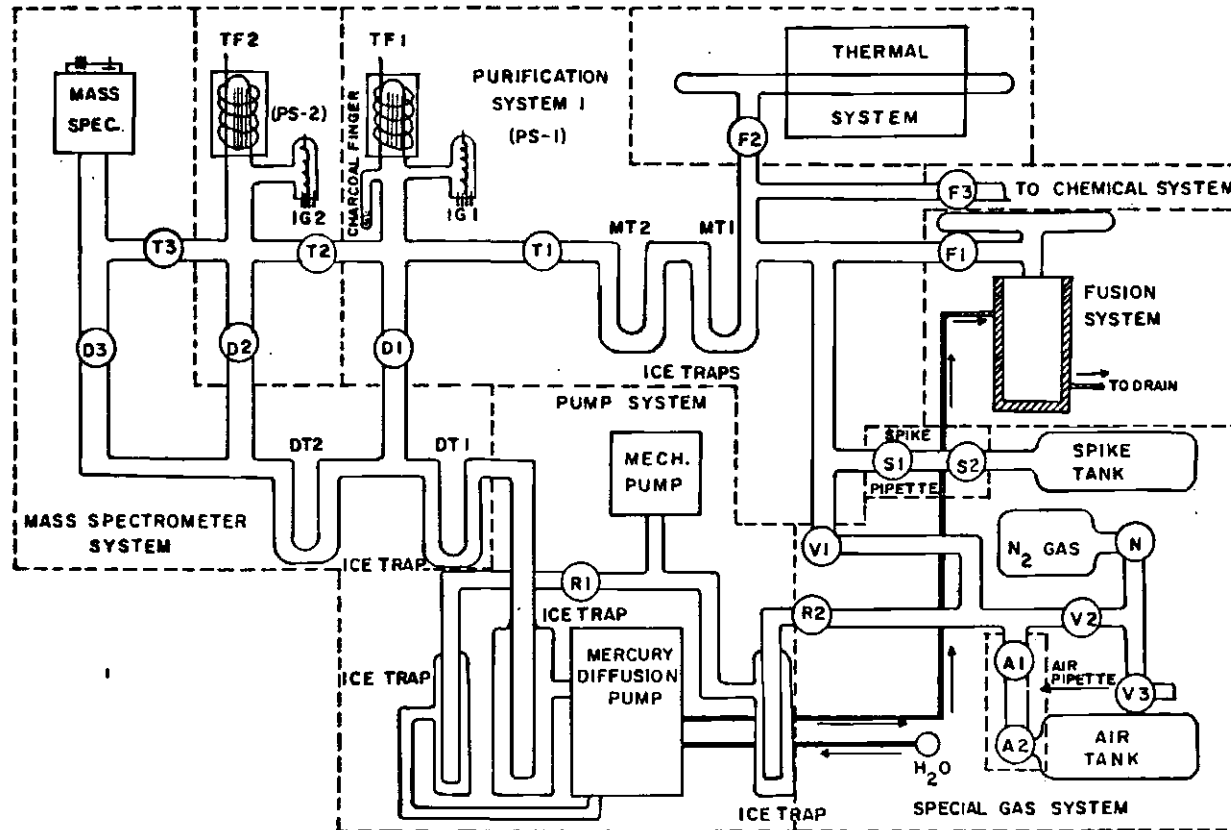 TF2
TF1
MASS
SPEC.
(PS-2)
PURIFICATION
SYSTEM I
(PS-1)
THERMAL
SYSTEM
CHARCOAL FINGER
IG2
IG1
F2
F3
TO CHEMICAL SYSTEM
T3
T2
T1
MT2
MT1
F1
FUSION
SYSTEM
D3
D2
D1
ICE TRAPS
TO DRAIN
PUMP SYSTEM
DT2
DT1
MECH.
PUMP
SPIKE
S1
S2
PIPETTE
SPIKE
TANK
MASS SPECTROMETER
SYSTEM
ICE TRAP
R1
ICE TRAP
V1
N2 GAS
N
R2
V2
MERCURY
DIFFUSION
PUMP
ICE TRAP
A1
AIR
PIPETTE
V3
A2
AIR
TANK
H2O
ICE TRAP
SPECIAL GAS SYSTEM